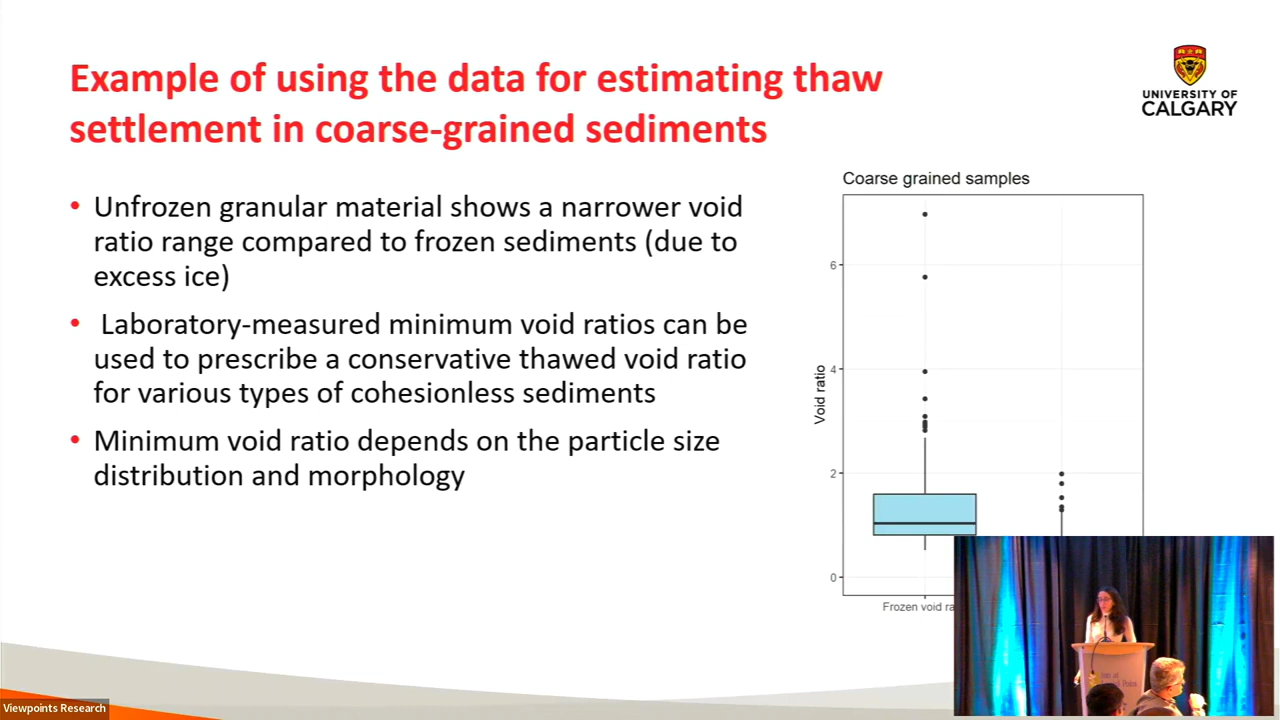 Example of using the data for estimating thaw
settlement in coarse-grained sediments
UNIVERSITY OF
CALGARY
• Unfrozen granular material shows a narrower void
ratio range compared to frozen sediments (due to
excess ice)
• Laboratory-measured minimum void ratios can be
used to prescribe a conservative thawed void ratio
for various types of cohesionless sediments
• Minimum void ratio depends on the particle size
distribution and morphology
Coarse grained samples
Void ratio
6
4
2
0
Frozen void ra
Viewpoints Research